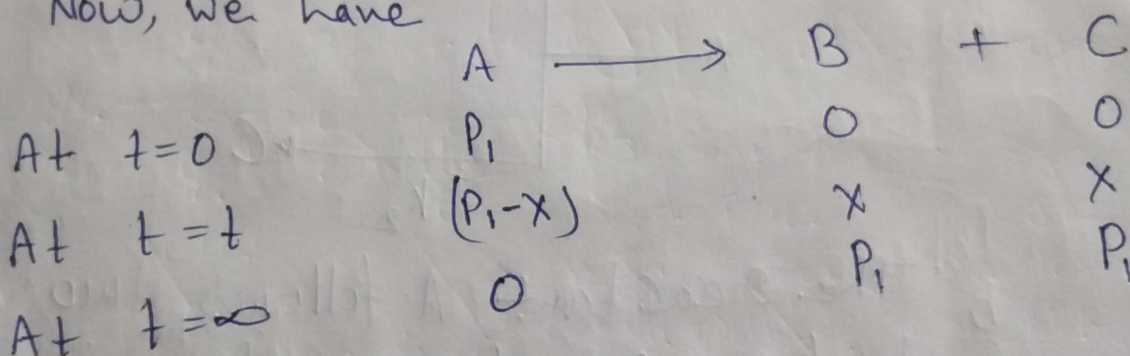 Now, we have
A ⟶ B + C
At t=0 P₁ 0 0
At t=t (P₁-x) x x
At t=∞ 0 P₁ P₁